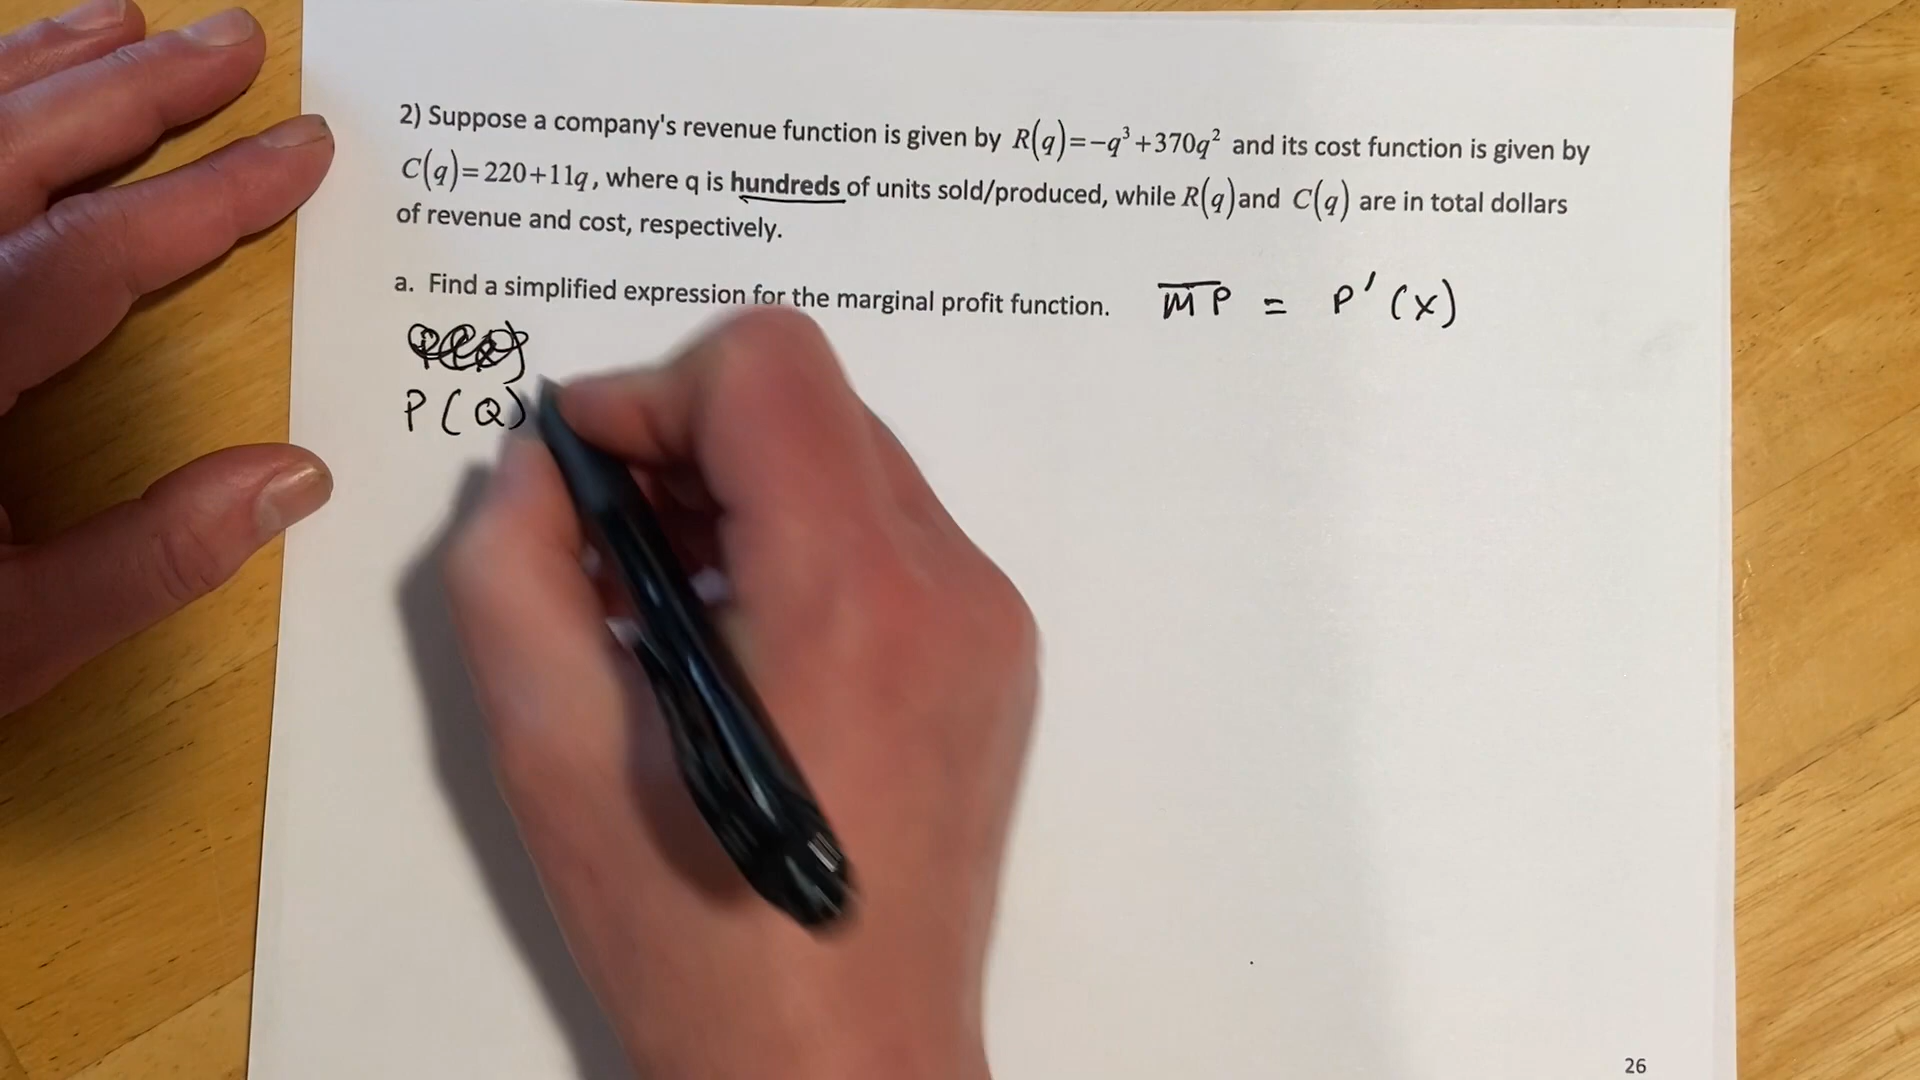 2) Suppose a company's revenue function is given by R(q)=−q³+370q² and its cost function is given by
C(q)=220+11q, where q is hundreds of units sold/produced, while R(q) and C(q) are in total dollars
of revenue and cost, respectively.
a. Find a simplified expression for the marginal profit function. MP = P'(x)
P(Q)
26